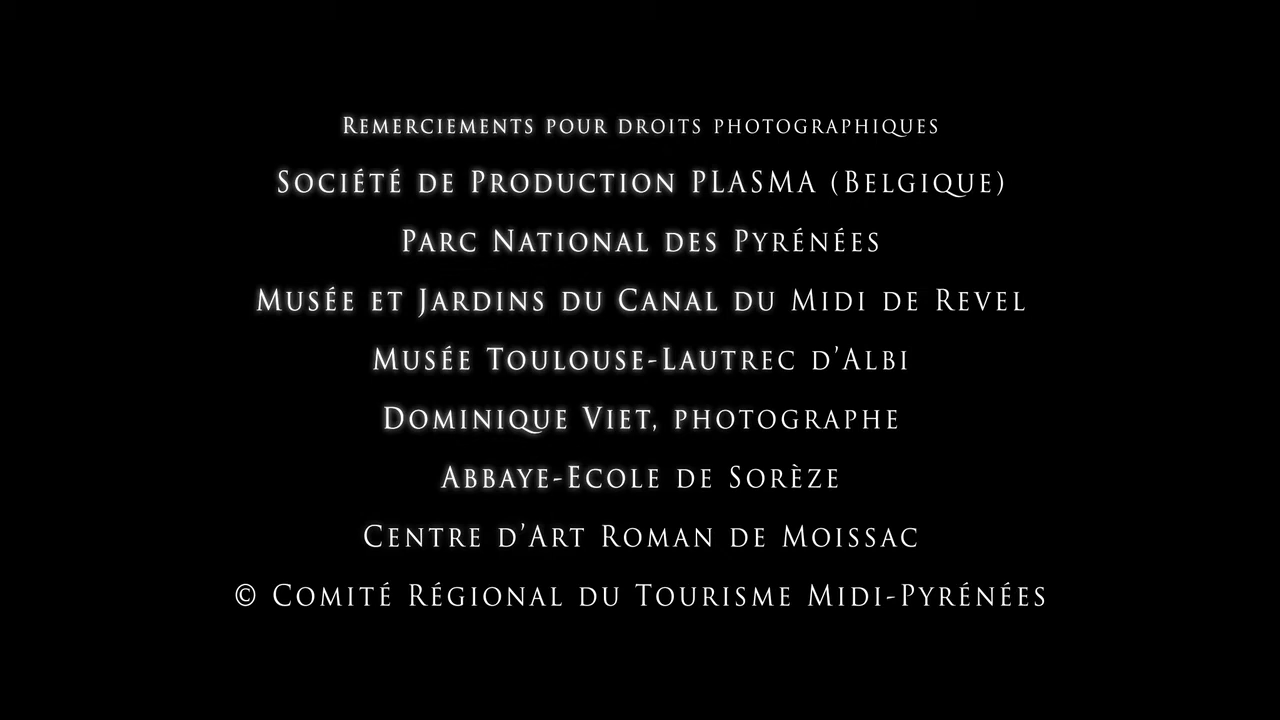 Remerciements pour droits photographiques
Société de Production PLASMA (Belgique)
Parc National des Pyrénées
Musée et Jardins du Canal du Midi de Revel
Musée Toulouse-Lautrec d'Albi
Dominique Viet, photographe
Abbaye-Ecole de Sorèze
Centre d'Art Roman de Moissac
© Comité Régional du Tourisme Midi-Pyrénées